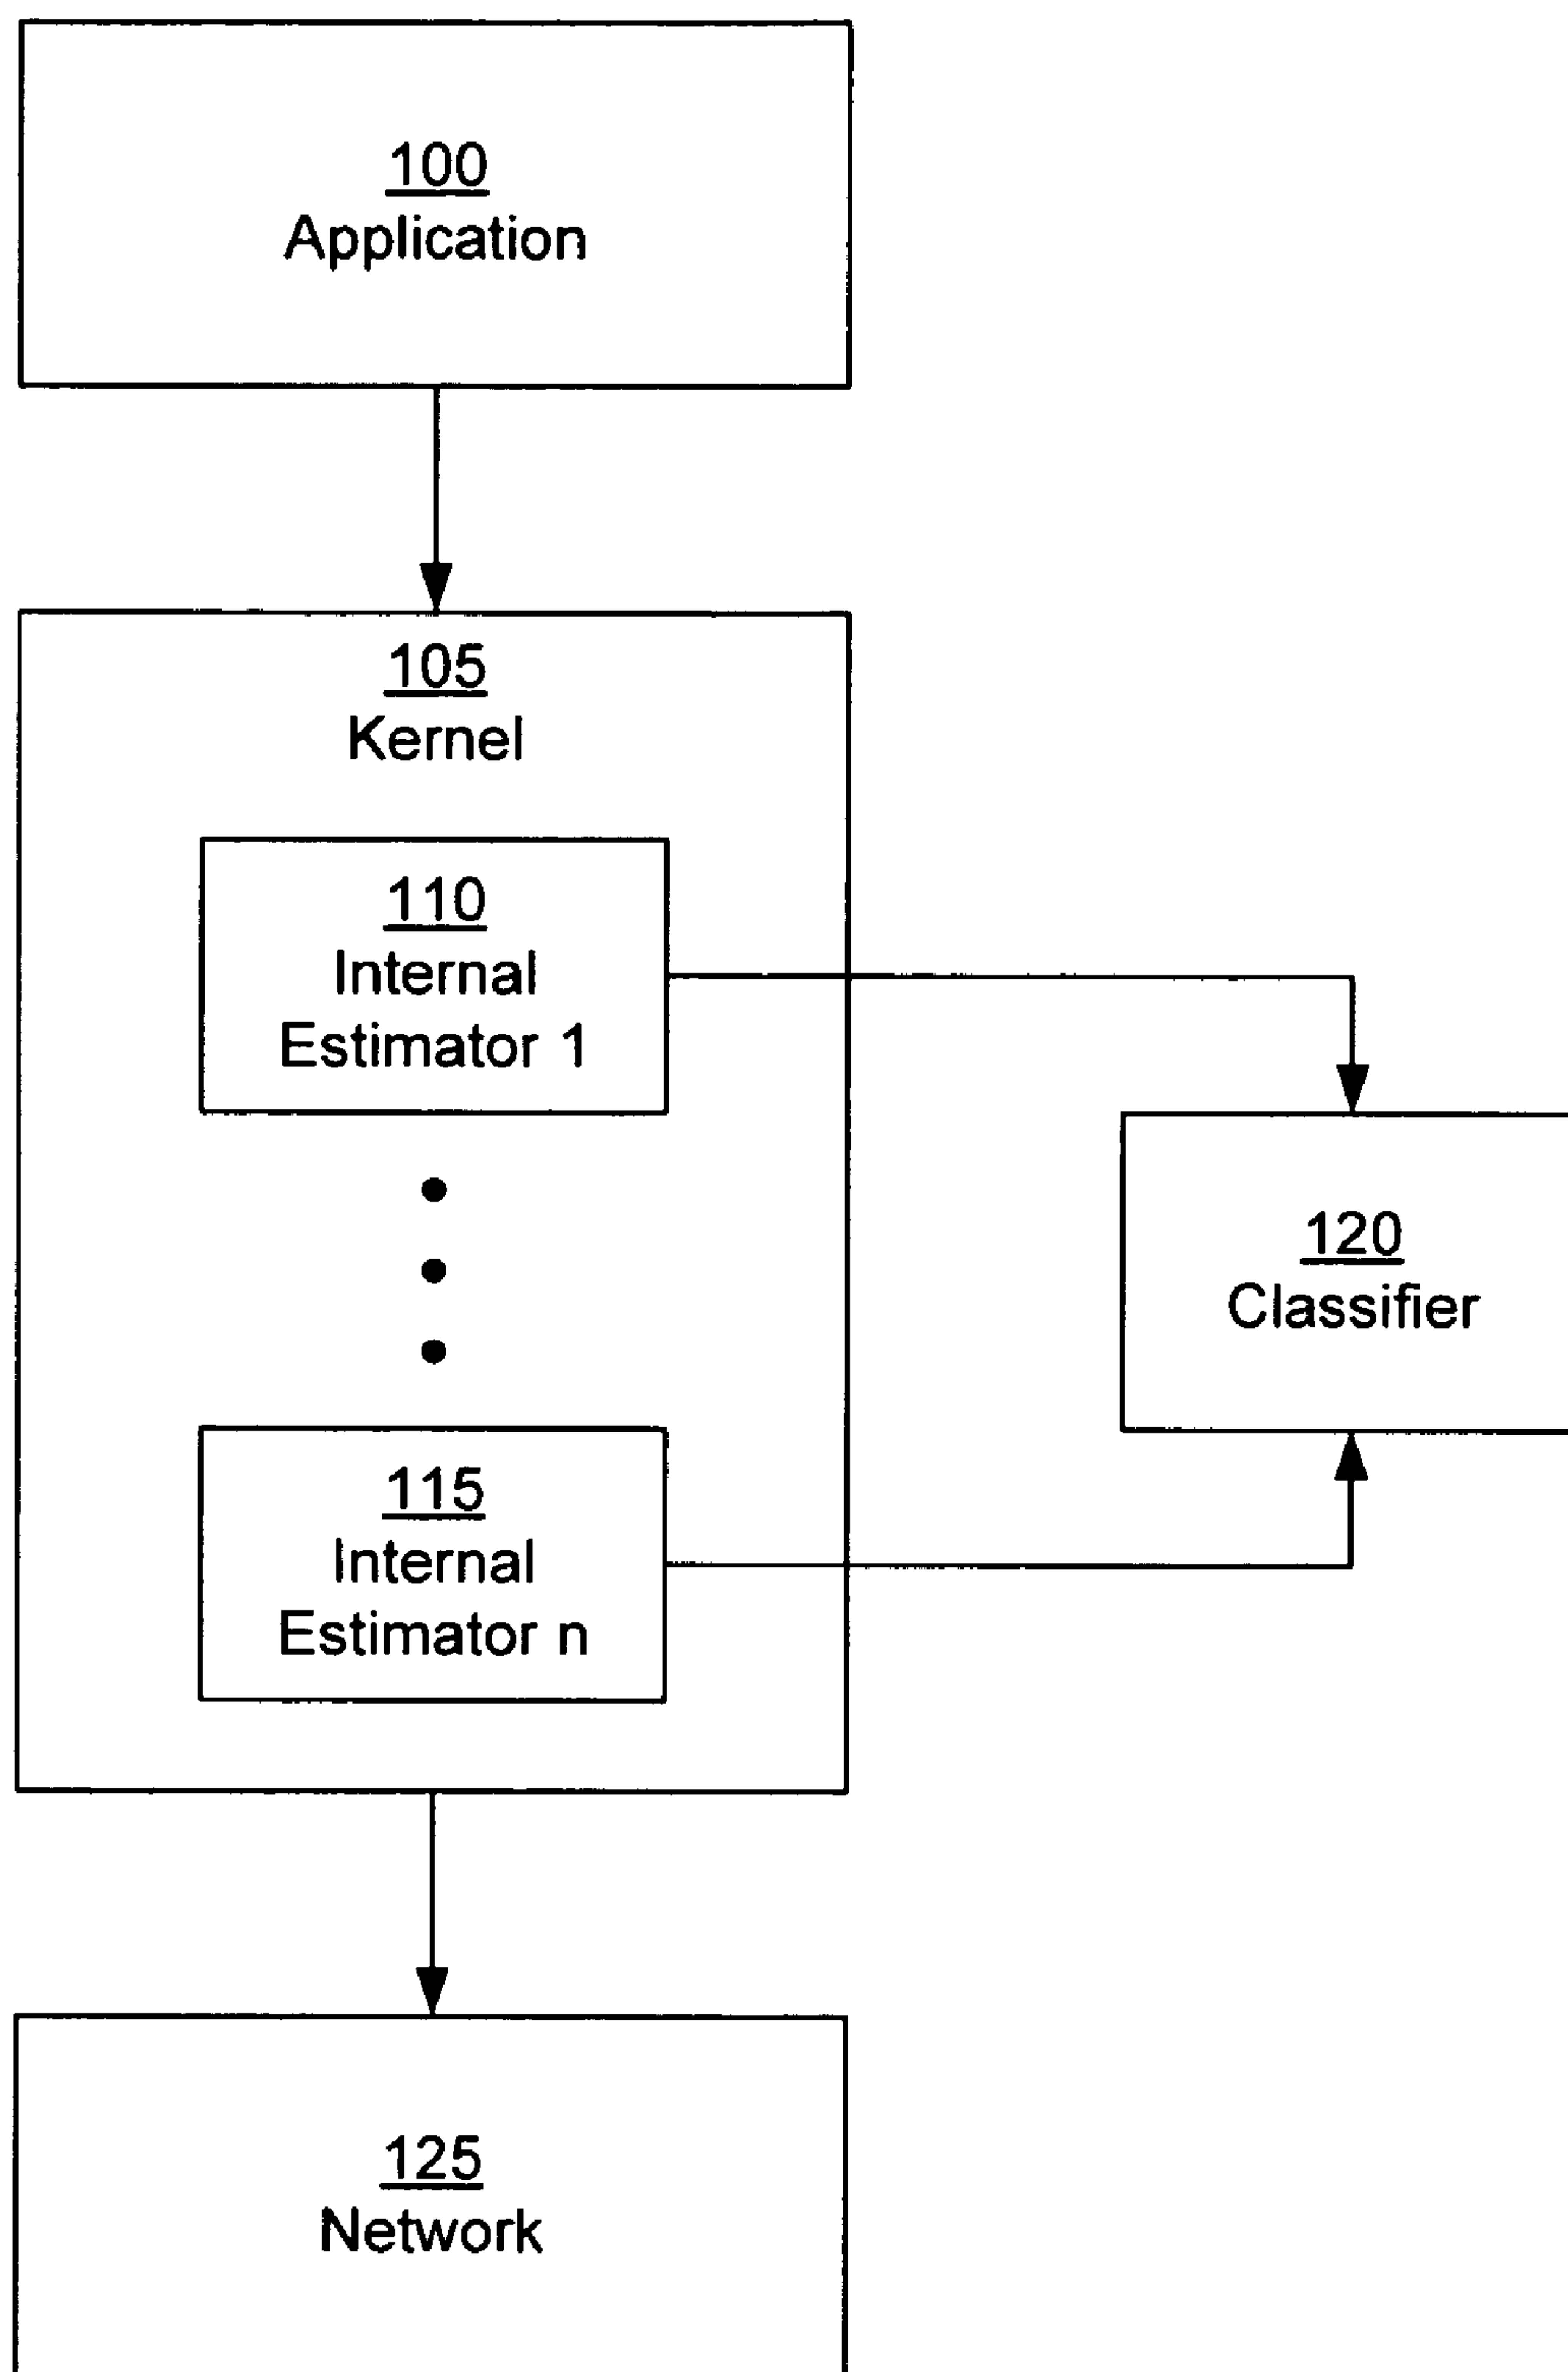 100
Application
105
Kernel
110
Internal
Estimator 1
115
Internal
Estimator n
120
Classifier
125
Network